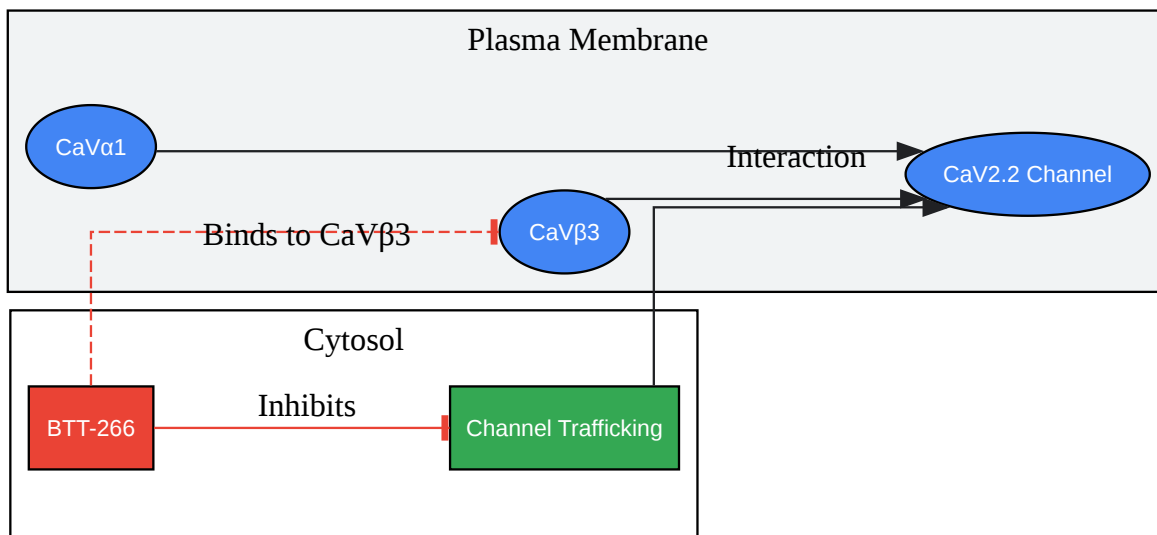 Plasma Membrane
CaVα1
Interaction
CaV2.2 Channel
Binds to CaVβ3
CaVβ3
Cytosol
Inhibits
BTT-266
Channel Trafficking